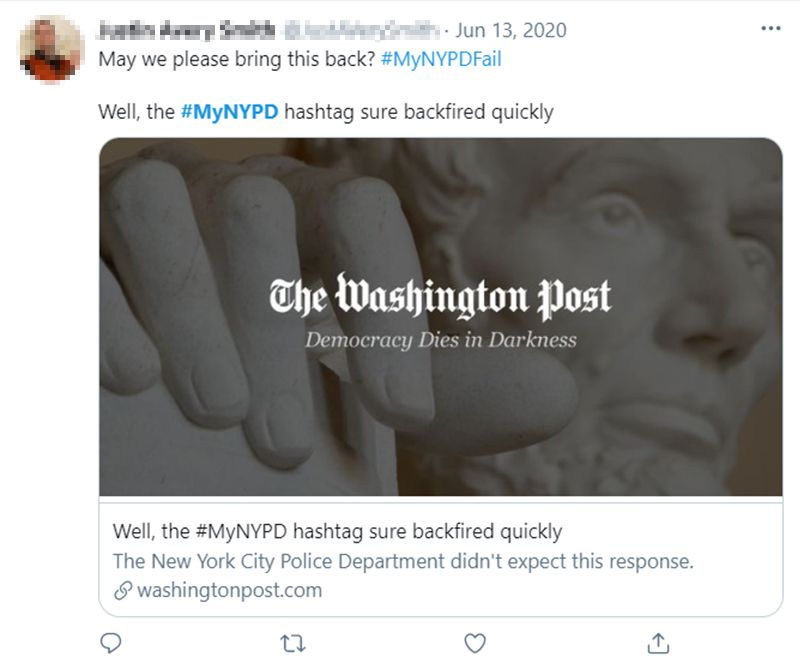 Jun 13, 2020
May we please bring this back? #MyNYPDFail
Well, the #MyNYPD hashtag sure backfired quickly
The Washington Post
Democracy Dies in Darkness
Well, the #MyNYPD hashtag sure backfired quickly
The New York City Police Department didn't expect this response.
washingtonpost.com